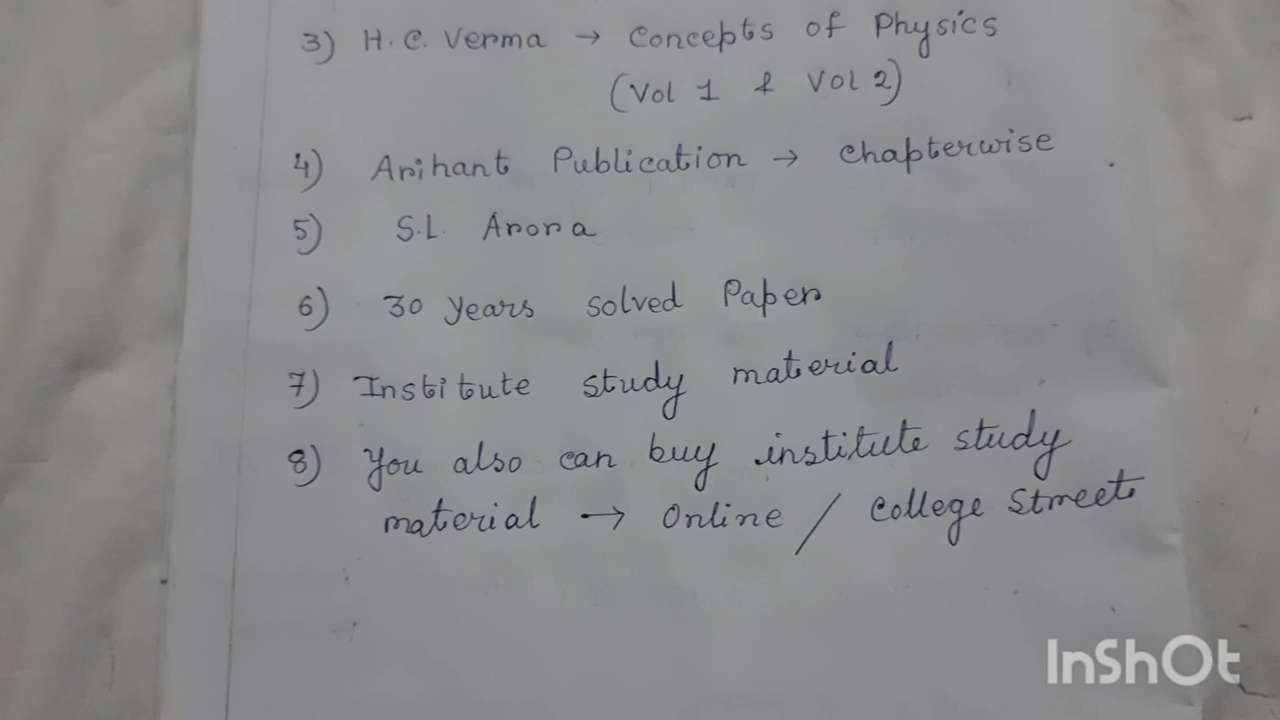 3) H.C. Verma → Concepts of Physics
(Vol 1 & Vol 2)
4) Arihant Publication → Chapterwise
5) S.L. Arora
6) 30 years solved Paper
7) Institute study material
8) You also can buy institute study
material → Online / College Street
InShOt